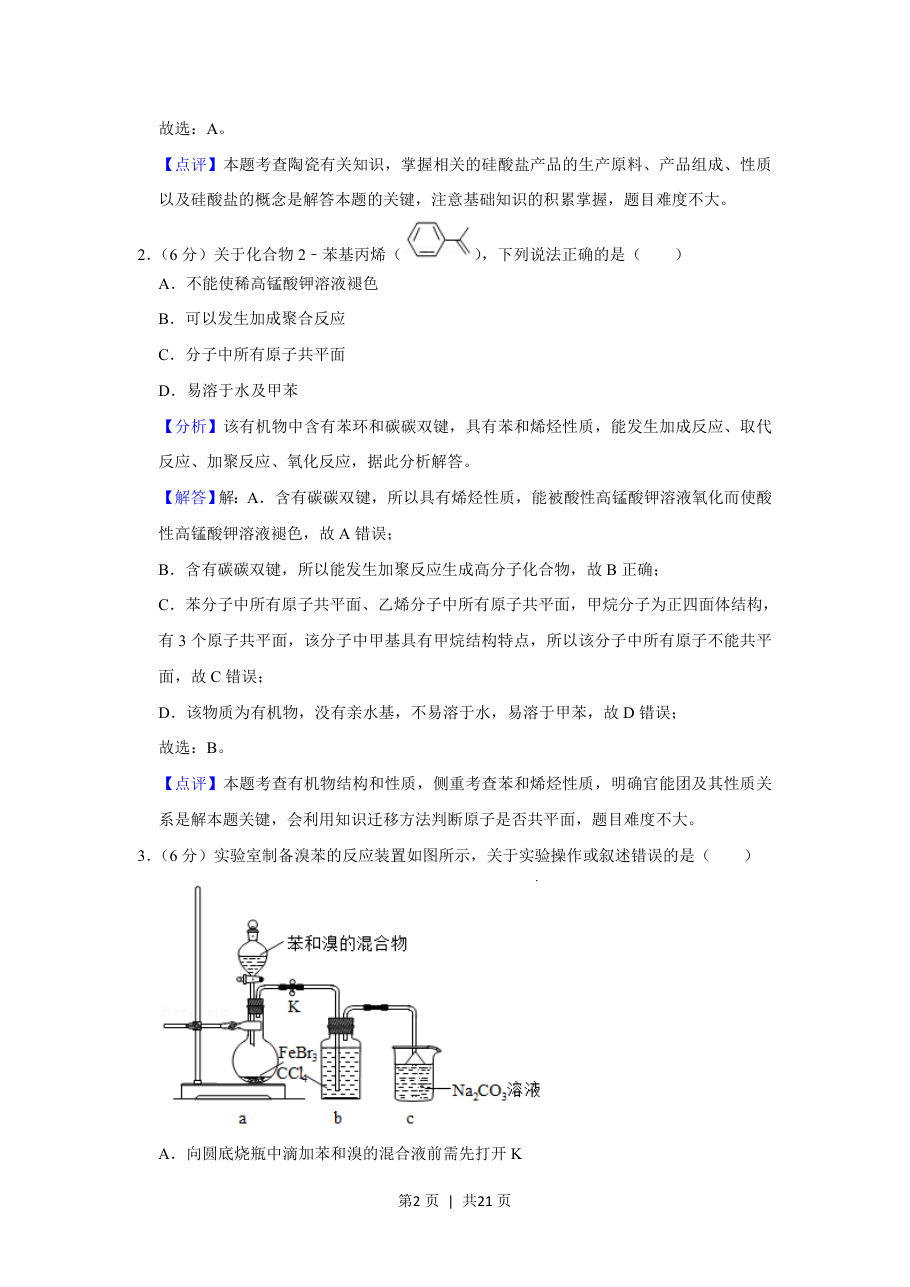 故选：A。
【点评】本题考查陶瓷有关知识，掌握相关的硅酸盐产品的生产原料、产品组成、性质
以及硅酸盐的概念是解答本题的关键，注意基础知识的积累掌握，题目难度不大。
2．（6 分）关于化合物 2﹣苯基丙烯（ ），下列说法正确的是（  ）
A．不能使稀高锰酸钾溶液褪色
B．可以发生加成聚合反应
C．分子中所有原子共平面
D．易溶于水及甲苯
【分析】该有机物中含有苯环和碳碳双键，具有苯和烯烃性质，能发生加成反应、取代
反应、加聚反应、氧化反应，据此分析解答。
【解答】解：A．含有碳碳双键，所以具有烯烃性质，能被酸性高锰酸钾溶液氧化而使酸
性高锰酸钾溶液褪色，故 A 错误；
B．含有碳碳双键，所以能发生加聚反应生成高分子化合物，故 B 正确；
C．苯分子中所有原子共平面、乙烯分子中所有原子共平面，甲烷分子为正四面体结构，
有 3 个原子共平面，该分子中甲基具有甲烷结构特点，所以该分子中所有原子不能共平
面，故 C 错误；
D．该物质为有机物，没有亲水基，不易溶于水，易溶于甲苯，故 D 错误；
故选：B。
【点评】本题考查有机物结构和性质，侧重考查苯和烯烃性质，明确官能团及其性质关
系是解本题关键，会利用知识迁移方法判断原子是否共平面，题目难度不大。
3．（6 分）实验室制备溴苯的反应装置如图所示，关于实验操作或叙述错误的是（  ）
苯和溴的混合物
K
FeBr₃
CCl₄
Na₂CO₃溶液
a b c
A．向圆底烧瓶中滴加苯和溴的混合液前需先打开 K
第2页 | 共21页